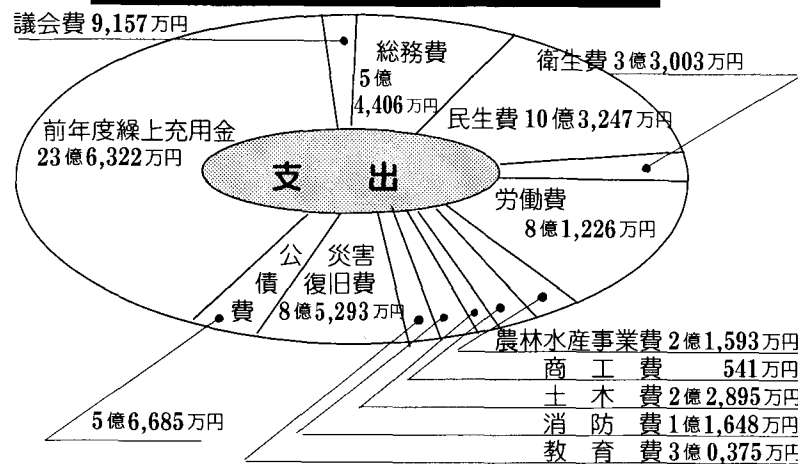 議会費 9,157万円
総務費
5億
4,406万円
衛生費 3億3,003万円
民生費 10億3,247万円
前年度繰上充用金
23億6,322万円
支出
労働費
8億1,226万円
公債費
災害
復旧費
8億5,293万円
農林水産事業費 2億1,593万円
商工費 541万円
土木費 2億2,895万円
消防費 1億1,648万円
教育費 3億0,375万円
5億6,685万円